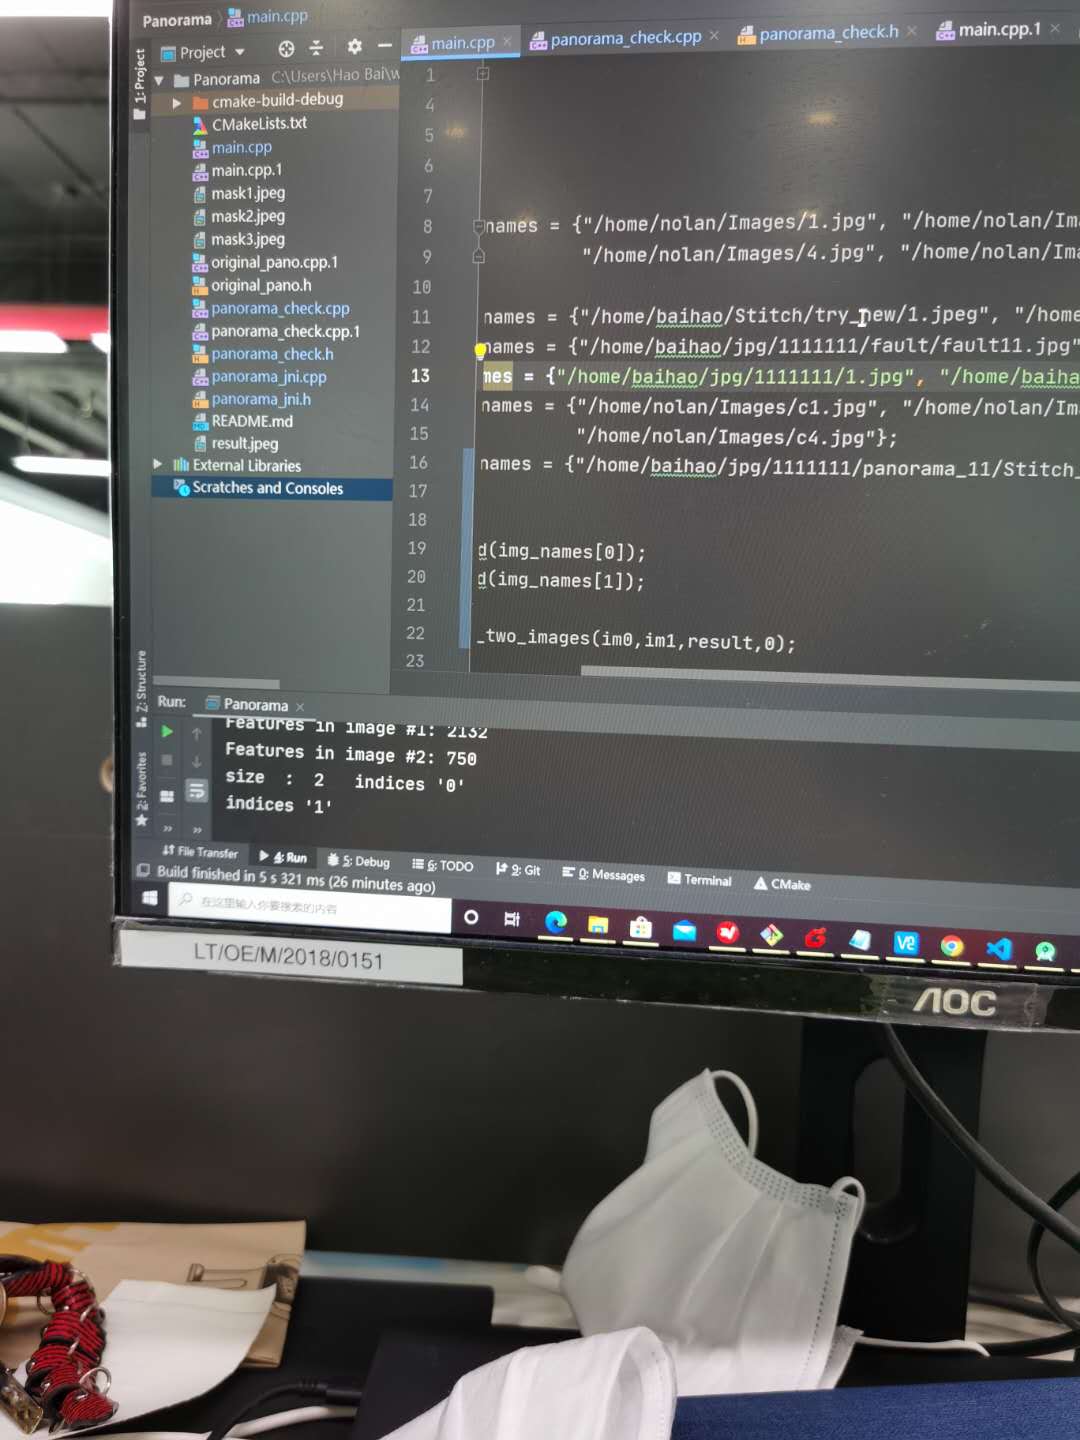 Panorama main.cpp
1: Project
Project
main.cpp
panorama_check.cpp
panorama_check.h
main.cpp.1
Panorama C:\Users\Hao Bai\w
cmake-build-debug
CMakeLists.txt
main.cpp
main.cpp.1
mask1.jpeg
mask2.jpeg
mask3.jpeg
original_pano.cpp.1
original_pano.h
panorama_check.cpp
panorama_check.cpp.1
panorama_check.h
panorama_jni.cpp
panorama_jni.h
README.md
result.jpeg
External Libraries
Scratches and Consoles
1
4
5
6
7
8 names = {"/home/nolan/Images/1.jpg", "/home/nolan/Im
9 "/home/nolan/Images/4.jpg", "/home/nolan/Ima
10
11 names = {"/home/baihao/Stitch/try_new/1.jpeg", "/home
12 names = {"/home/baihao/jpg/1111111/fault/fault11.jpg"
13 mes = {"/home/baihao/jpg/1111111/1.jpg", "/home/baiha
14 names = {"/home/nolan/Images/c1.jpg", "/home/nolan/Im
15 "/home/nolan/Images/c4.jpg"};
16 names = {"/home/baihao/jpg/1111111/panorama_11/Stitch_
17
18
19 d(img_names[0]);
20 d(img_names[1]);
21
22 _two_images(im0,im1,result,0);
23
Z: Structure
2: Favorites
Run: Panorama
Features in image #1: 2132
Features in image #2: 750
size : 2 indices '0'
indices '1'
File Transfer 4: Run 5: Debug 6: TODO 9: Git 0: Messages Terminal CMake
Build finished in 5 s 321 ms (26 minutes ago)
在这里输入你要搜索的内容
LT/OE/M/2018/0151
AOC